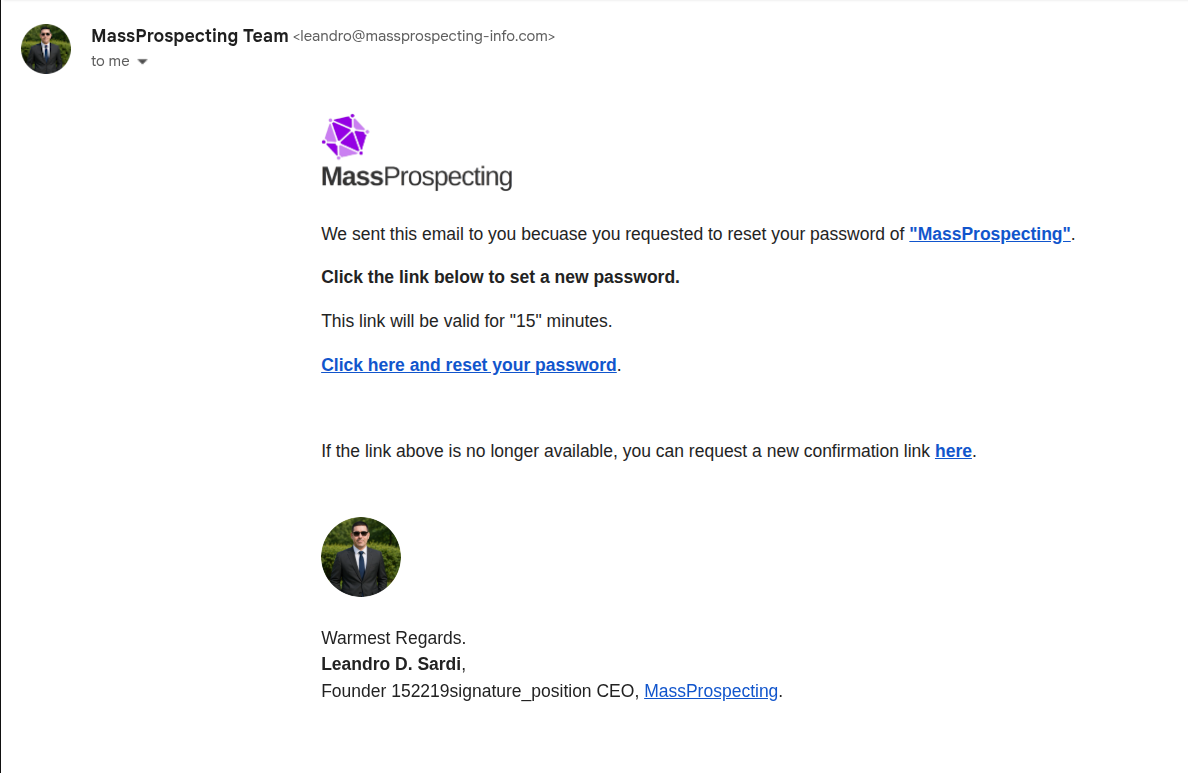 MassProspecting Team <leandro@massprospecting-info.com>
to me
MassProspecting
We sent this email to you becuase you requested to reset your password of "MassProspecting".
Click the link below to set a new password.
This link will be valid for "15" minutes.
Click here and reset your password.
If the link above is no longer available, you can request a new confirmation link here.
Warmest Regards.
Leandro D. Sardi,
Founder 152219signature_position CEO, MassProspecting.